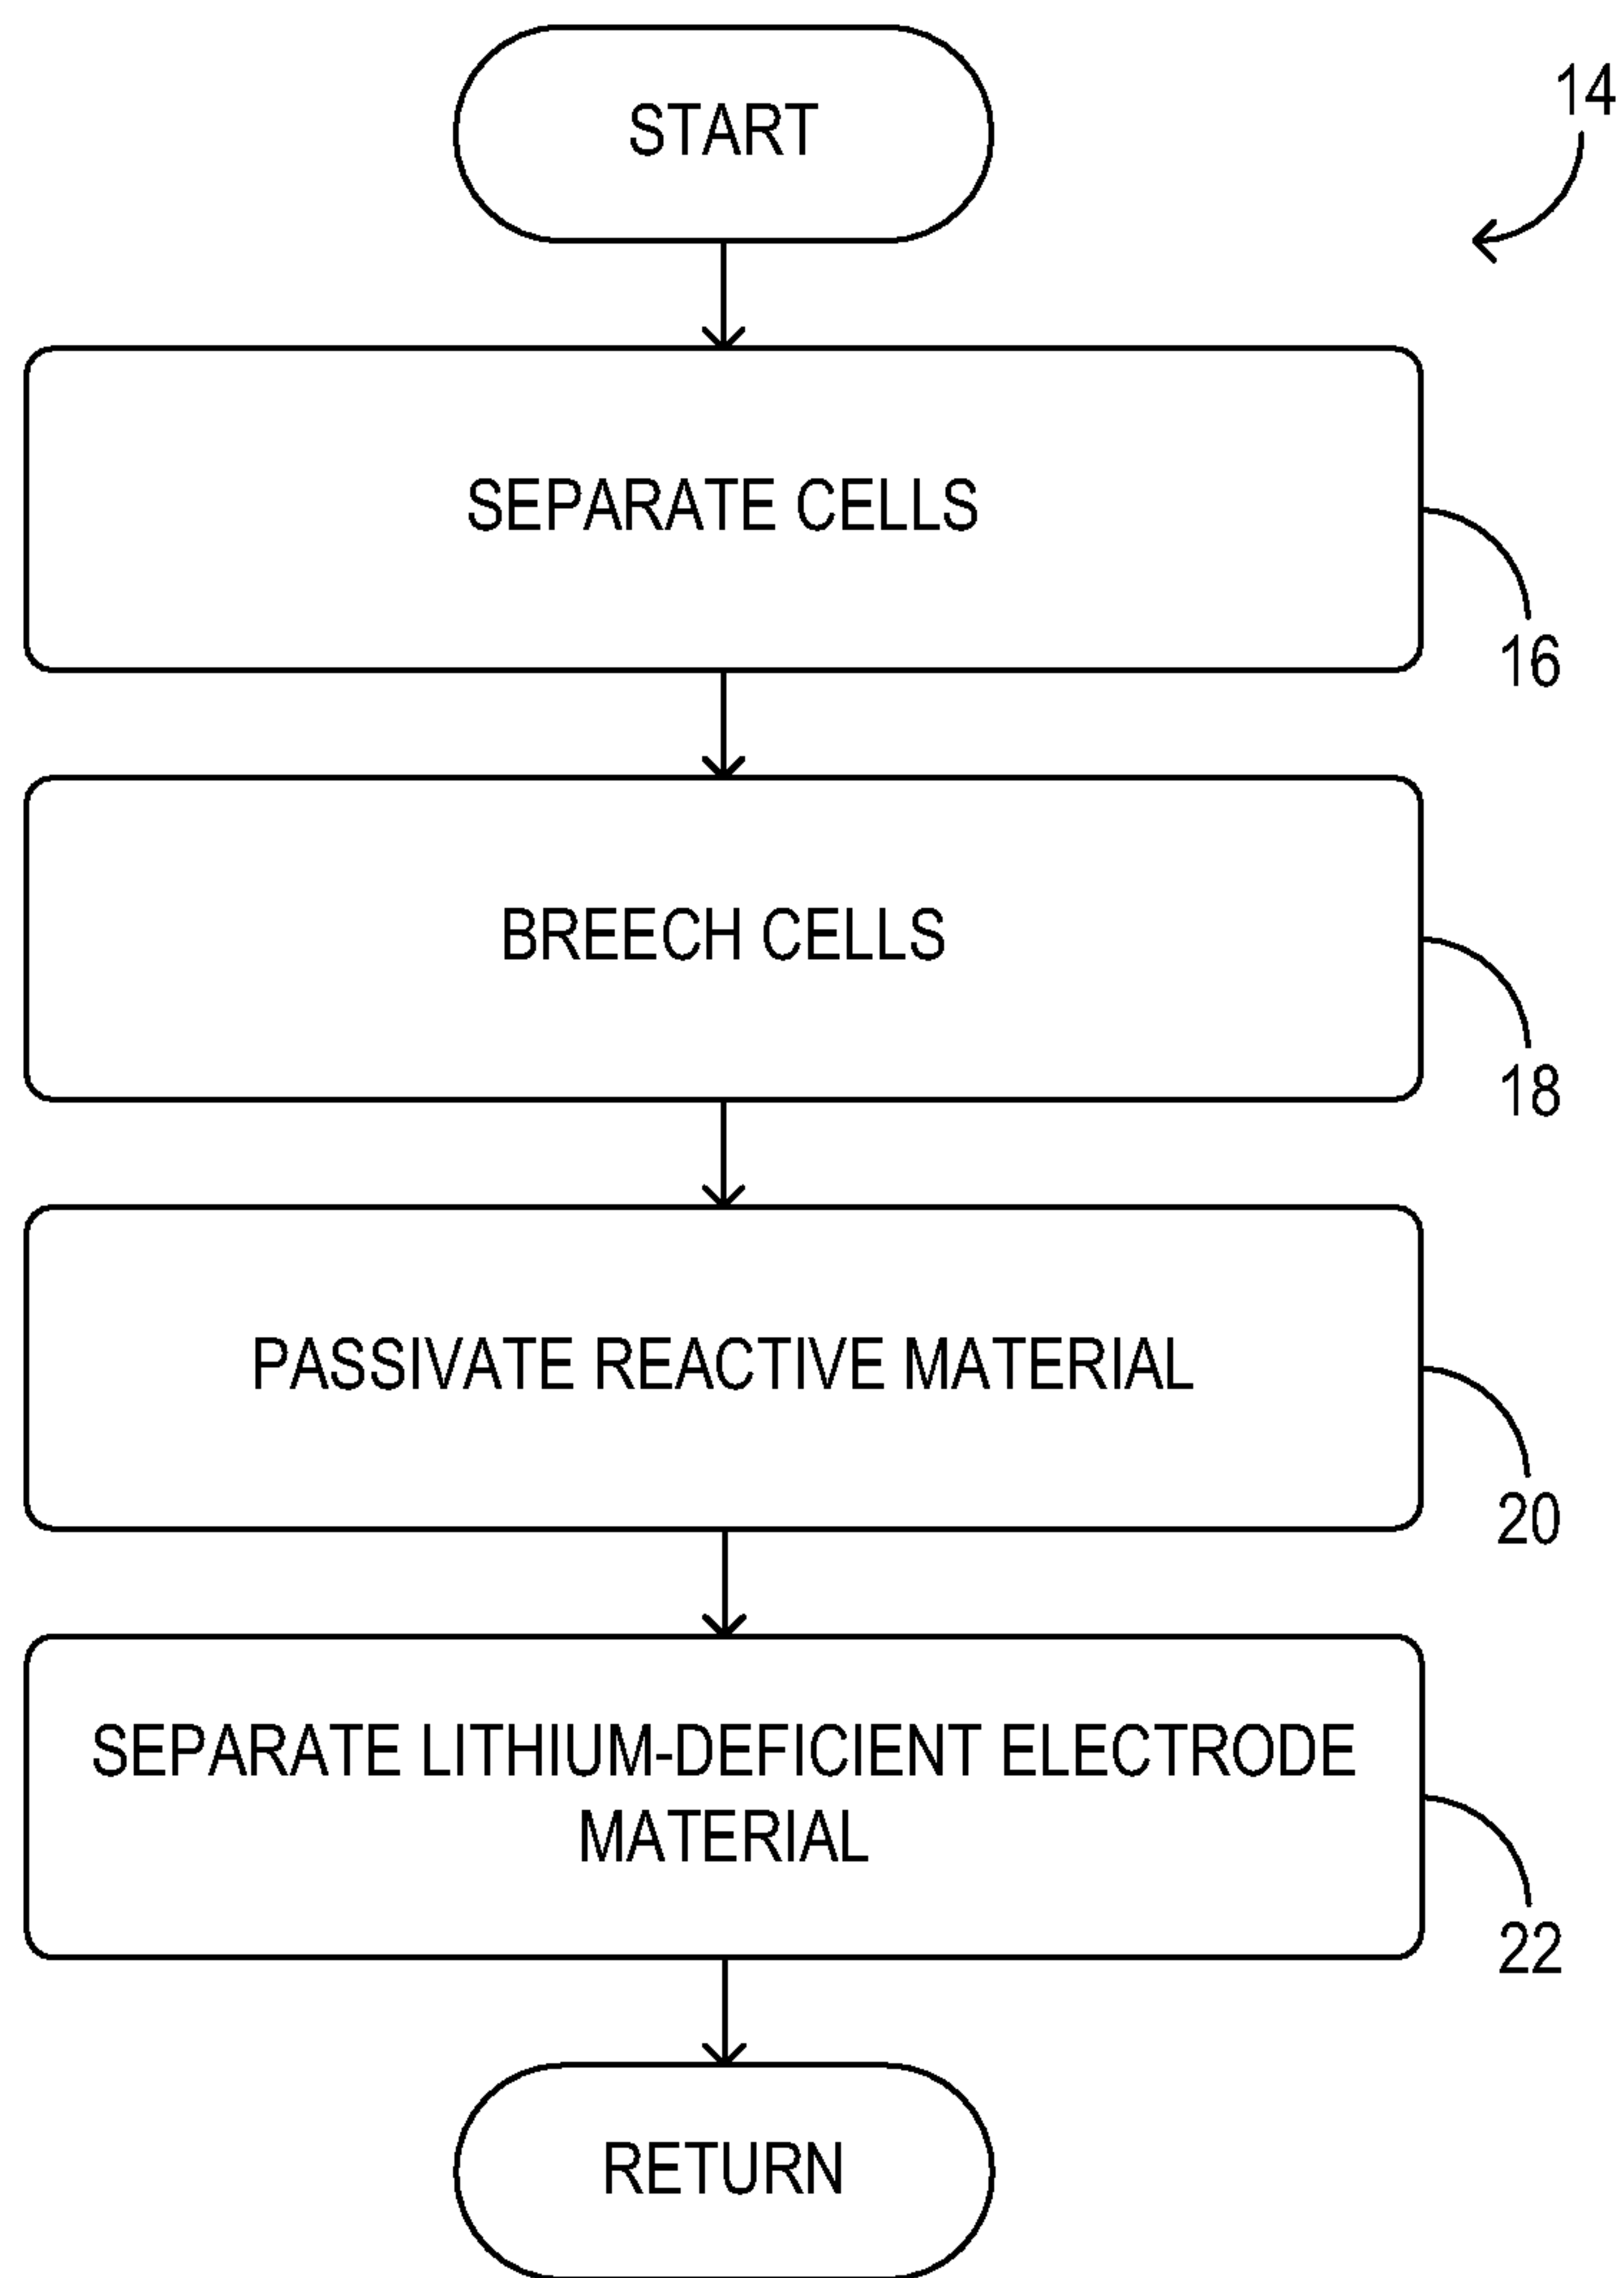 START
14
SEPARATE CELLS
16
BREECH CELLS
18
PASSIVATE REACTIVE MATERIAL
20
SEPARATE LITHIUM-DEFICIENT ELECTRODE
MATERIAL
22
RETURN